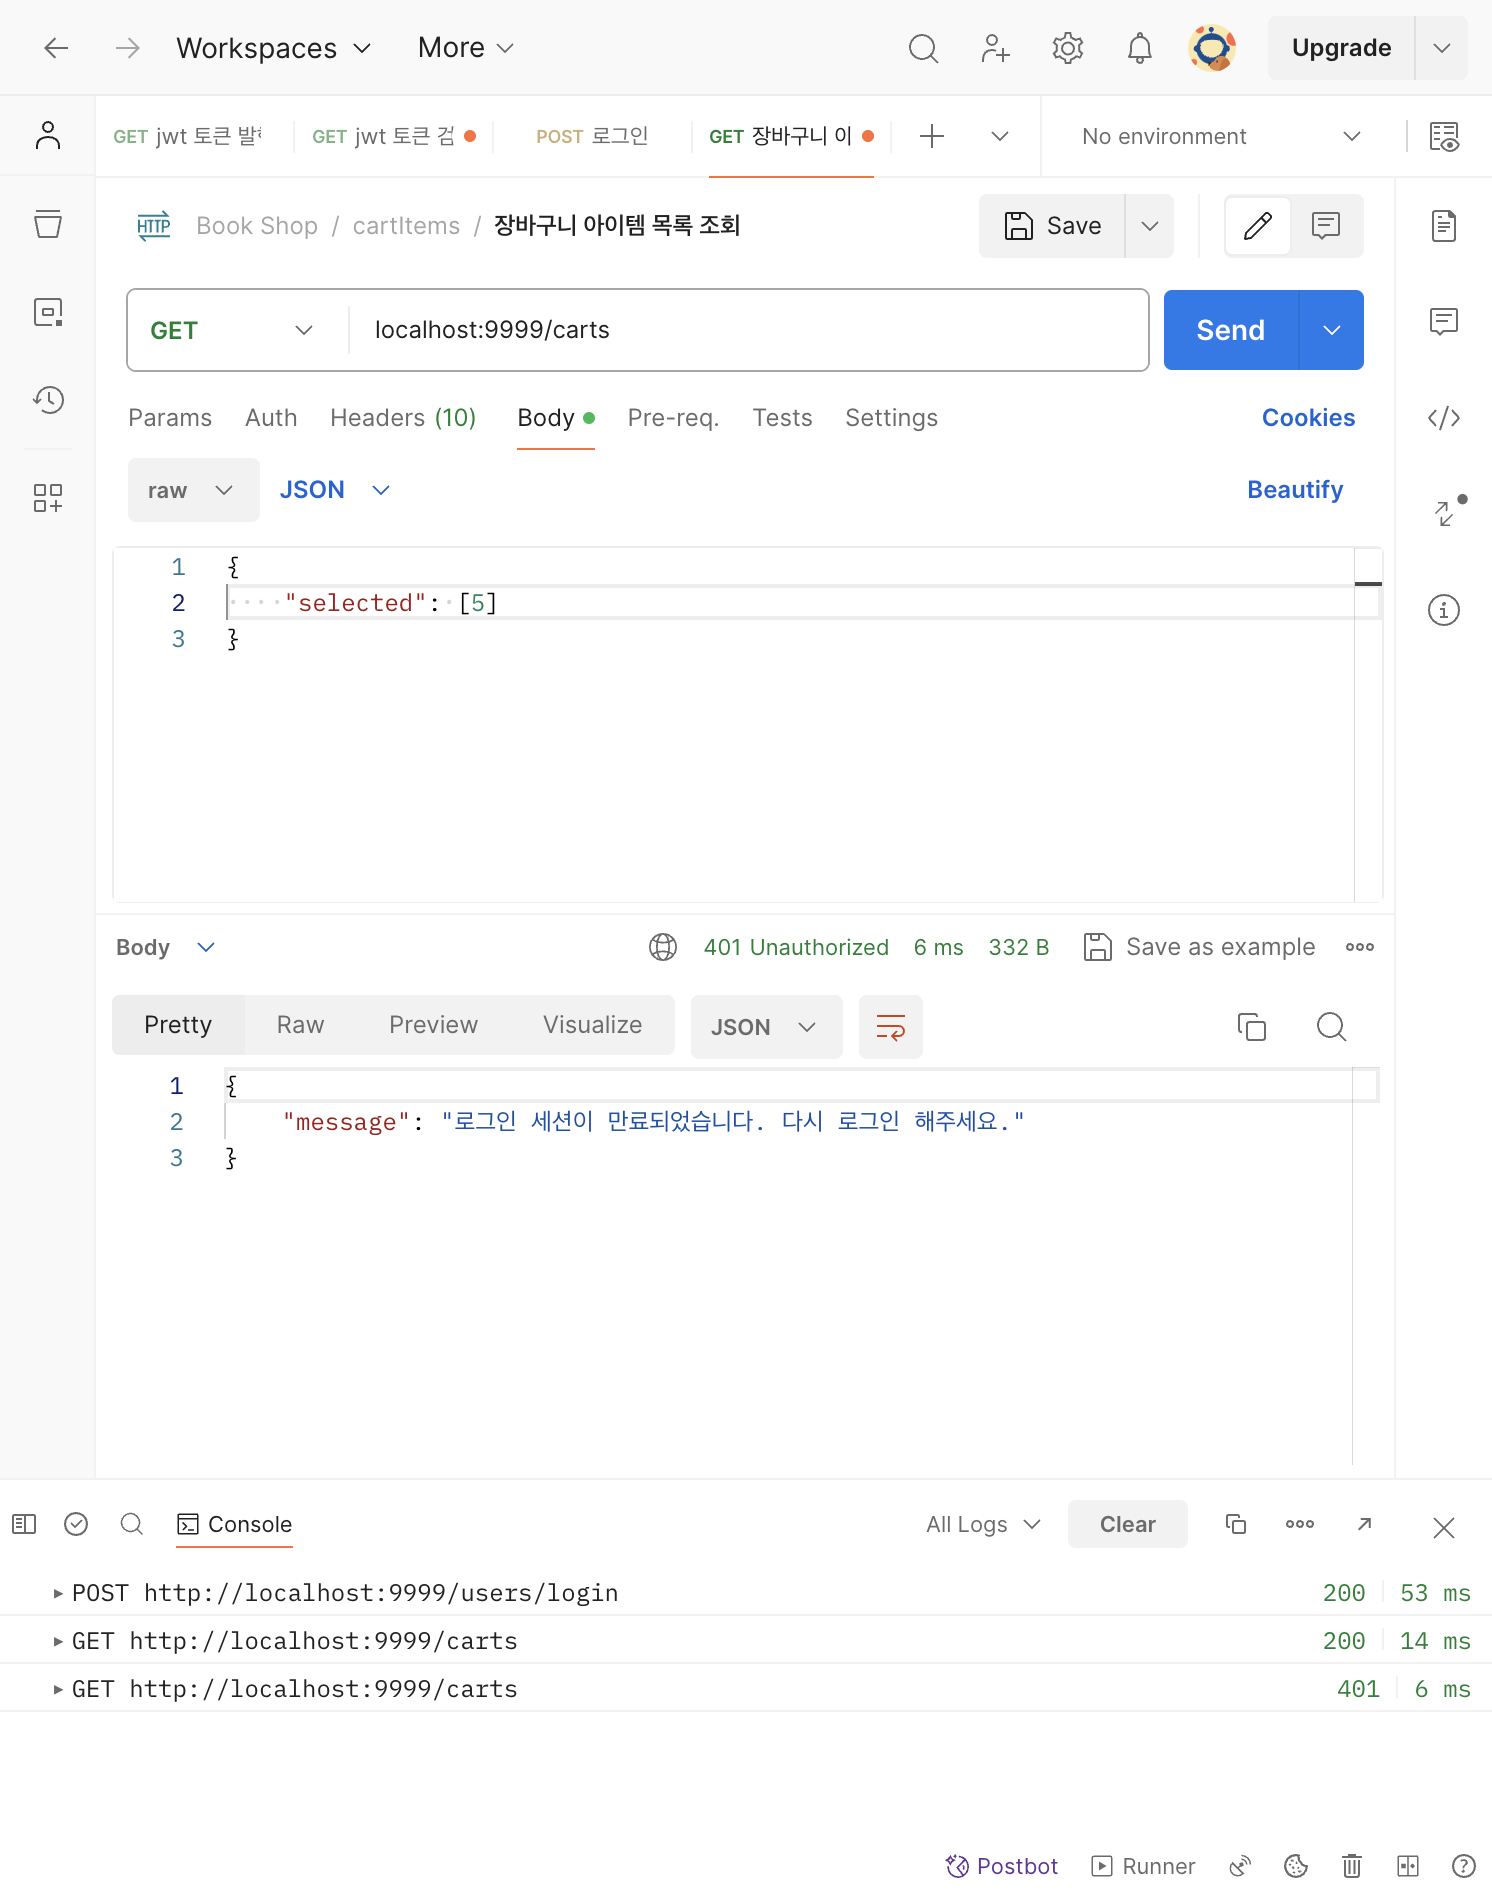 Workspaces More Upgrade
GET jwt 토큰 발 GET jwt 토큰 검 POST 로그인 GET 장바구니 이 No environment
HTTP Book Shop / cartItems / 장바구니 아이템 목록 조회 Save
GET localhost:9999/carts Send
Params Auth Headers (10) Body Pre-req. Tests Settings Cookies
raw JSON Beautify
1 {
2 "selected": [5]
3 }
Body 401 Unauthorized 6 ms 332 B Save as example
Pretty Raw Preview Visualize JSON
1 {
2 "message": "로그인 세션이 만료되었습니다. 다시 로그인 해주세요."
3 }
Console All Logs Clear
POST http://localhost:9999/users/login 200 53 ms
GET http://localhost:9999/carts 200 14 ms
GET http://localhost:9999/carts 401 6 ms
Postbot Runner